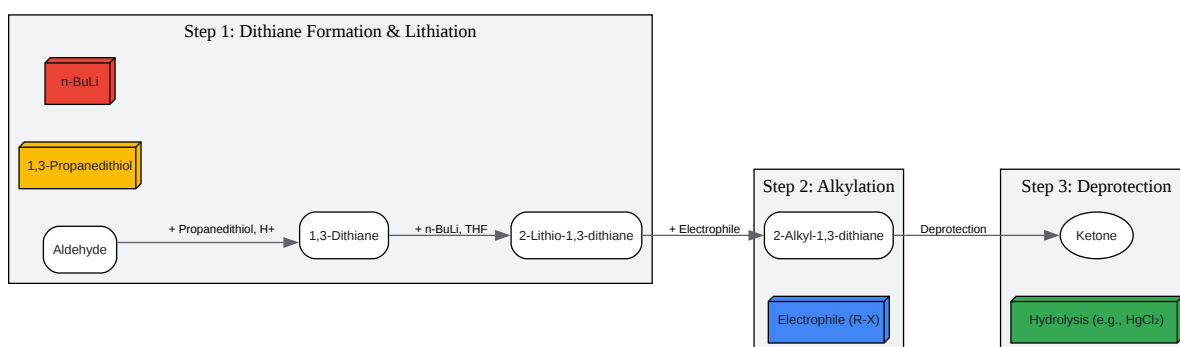 Step 1: Dithiane Formation & Lithiation
n-BuLi
1,3-Propanedithiol
Aldehyde
+ Propanedithiol, H+
1,3-Dithiane
+ n-BuLi, THF
2-Lithio-1,3-dithiane
+ Electrophile
Step 2: Alkylation
2-Alkyl-1,3-dithiane
Electrophile (R-X)
Deprotection
Step 3: Deprotection
Ketone
Hydrolysis (e.g., HgCl₂)